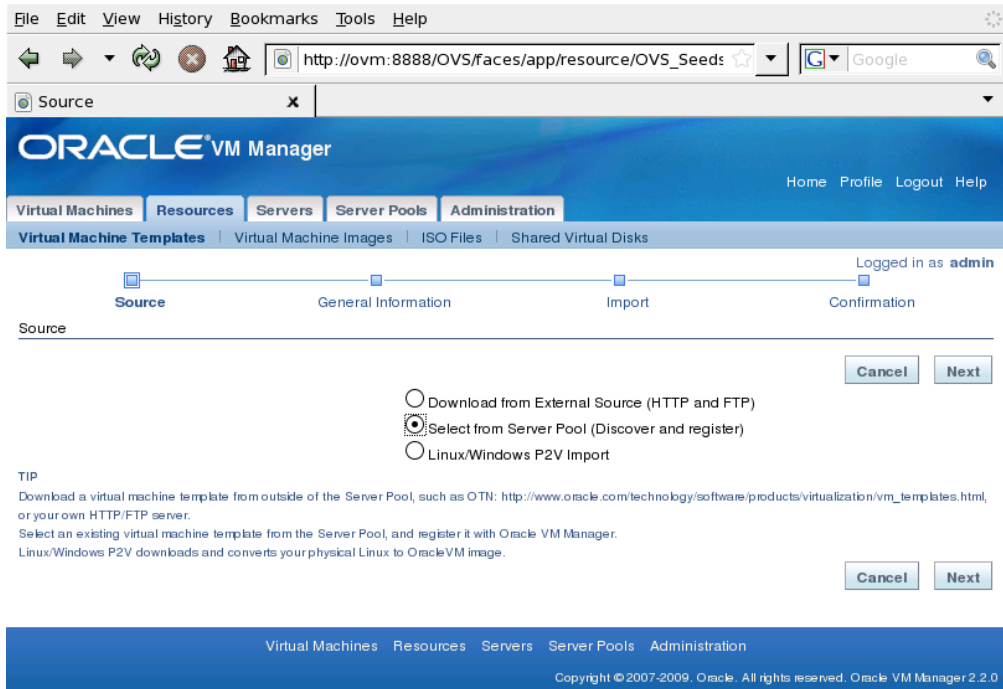 File Edit View History Bookmarks Tools Help
http://ovm:8888/OVS/faces/app/resource/OVS_Seeds
G Google
Source x
ORACLE VM Manager
Home Profile Logout Help
Virtual Machines Resources Servers Server Pools Administration
Virtual Machine Templates | Virtual Machine Images | ISO Files | Shared Virtual Disks
Logged in as admin
Source General Information Import Confirmation
Source
Cancel Next
Download from External Source (HTTP and FTP)
Select from Server Pool (Discover and register)
Linux/Windows P2V Import
TIP
Download a virtual machine template from outside of the Server Pool, such as OTN: http://www.oracle.com/technology/software/products/virtualization/vm_templates.html,
or your own HTTP/FTP server.
Select an existing virtual machine template from the Server Pool, and register it with Oracle VM Manager.
Linux/Windows P2V downloads and converts your physical Linux to OracleVM image.
Cancel Next
Virtual Machines Resources Servers Server Pools Administration
Copyright © 2007-2009. Oracle. All rights reserved. Oracle VM Manager 2.2.0